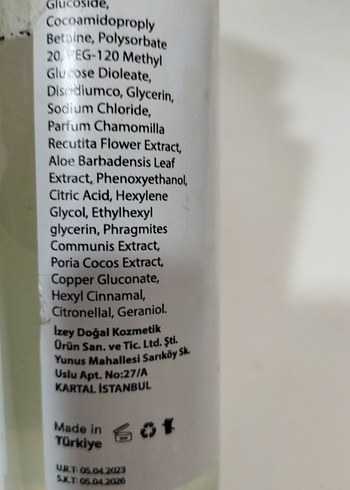 Glucoside,
Cocoamidoproply
Betaine, Polysorbate
20, PEG-120 Methyl
Glucose Dioleate,
Disodiumco, Glycerin,
Sodium Chloride,
Parfum Chamomilla
Recutita Flower Extract,
Aloe Barbadensis Leaf
Extract, Phenoxyethanol,
Citric Acid, Hexylene
Glycol, Ethylhexyl
glycerin, Phragmites
Communis Extract,
Poria Cocos Extract,
Copper Gluconate,
Hexyl Cinnamal,
Citronellal, Geraniol.
İzey Doğal Kozmetik
Ürün San. ve Tic. Ltd. Şti.
Yunus Mahallesi Sarıköy Sk.
Uslu Apt. No:27/A
KARTAL İSTANBUL
Made in
Türkiye
U.R.T: 05.04.2023
S.K.T: 05.04.2026